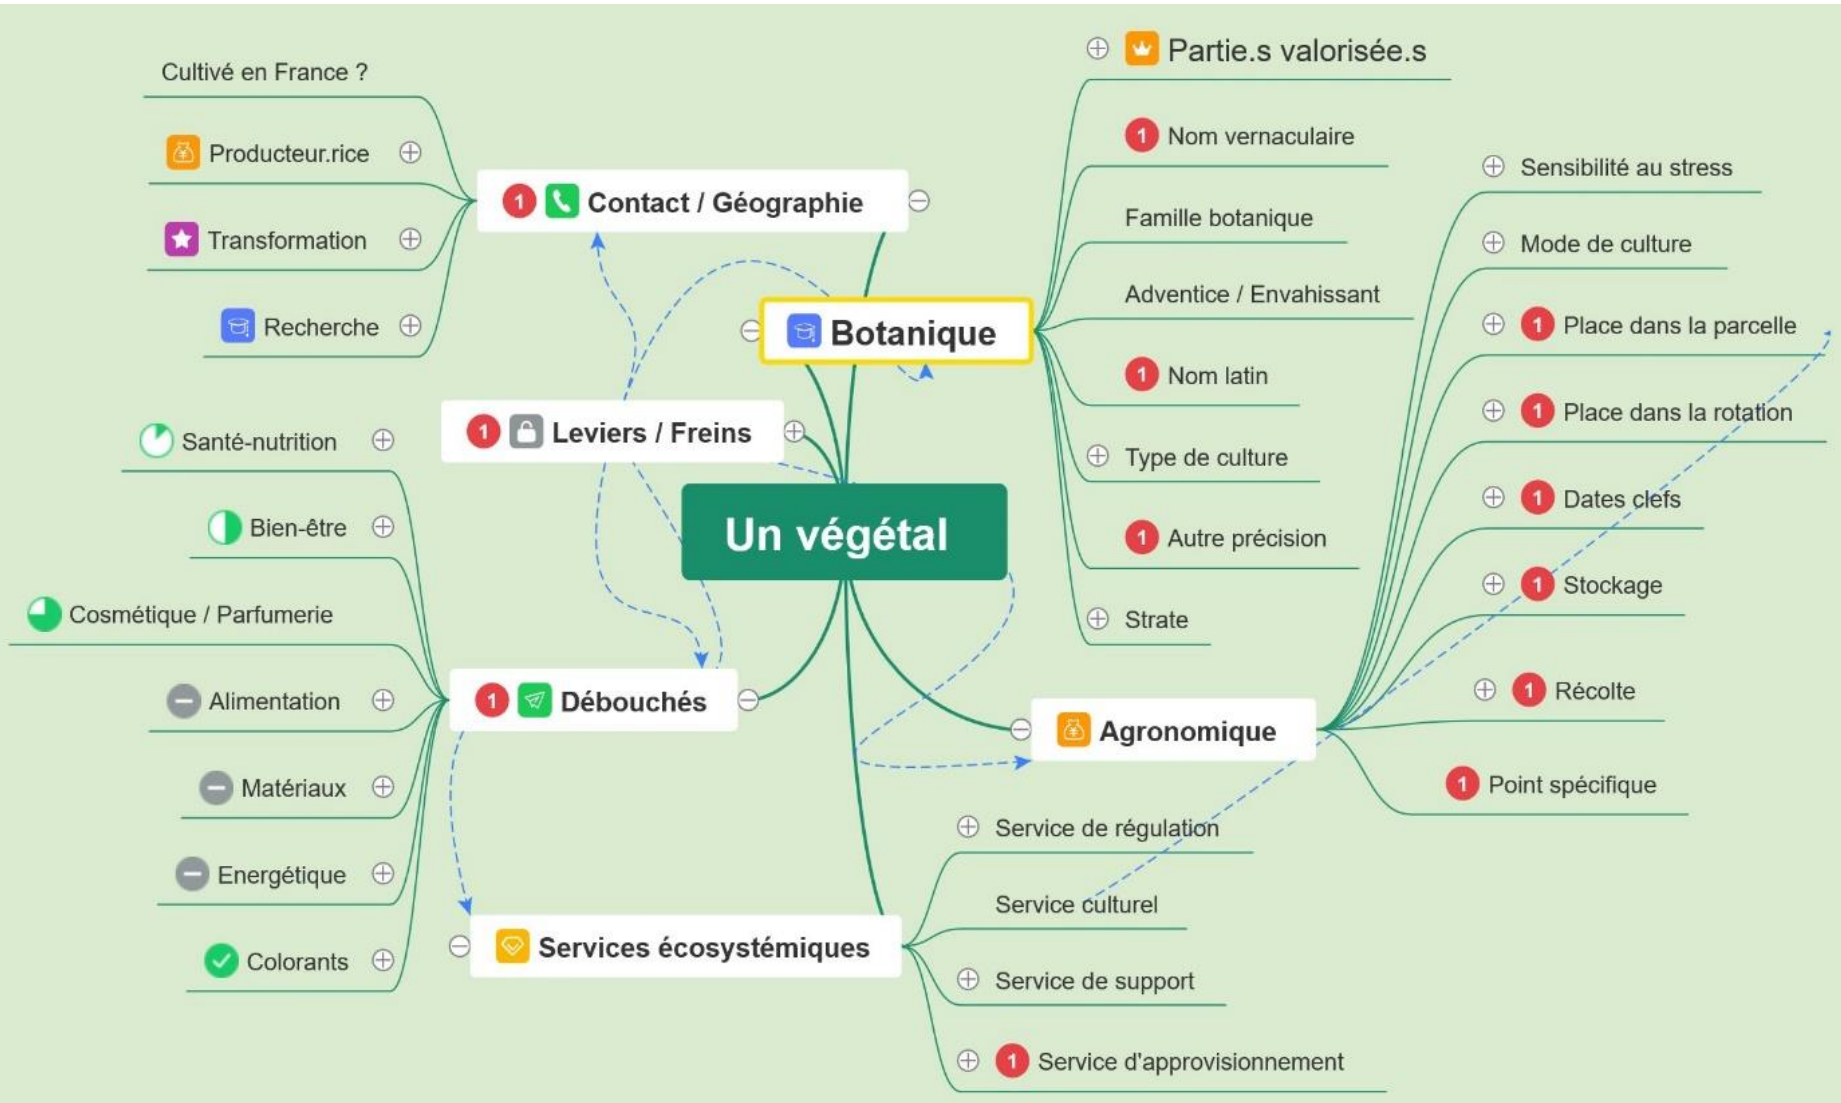 Cultivé en France ?
Producteur.rice
Transformation
Recherche
1 Contact / Géographie
Botanique
Partie.s valorisée.s
1 Nom vernaculaire
Famille botanique
Adventice / Envahissant
1 Nom latin
Type de culture
1 Autre précision
Strate
1 Leviers / Freins
Un végétal
Santé-nutrition
Bien-être
Cosmétique / Parfumerie
Alimentation
Matériaux
Energétique
Colorants
1 Débouchés
Agronomique
Sensibilité au stress
Mode de culture
1 Place dans la parcelle
1 Place dans la rotation
1 Dates clefs
1 Stockage
1 Récolte
1 Point spécifique
Services écosystémiques
Service de régulation
Service culturel
Service de support
1 Service d'approvisionnement